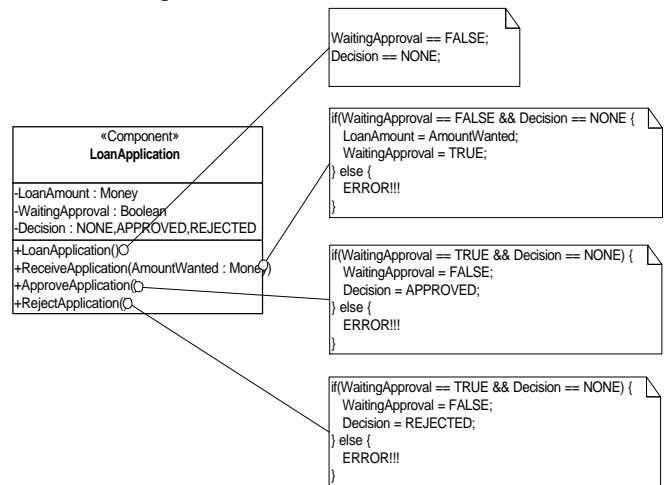 WaitingApproval == FALSE;
Decision == NONE;
«Component»
LoanApplication
-LoanAmount : Money
-WaitingApproval : Boolean
-Decision : NONE,APPROVED,REJECTED
+LoanApplication()
+ReceiveApplication(AmountWanted : Money)
+ApproveApplication()
+RejectApplication()
if(WaitingApproval == FALSE && Decision == NONE {
LoanAmount = AmountWanted;
WaitingApproval = TRUE;
} else {
ERROR!!!
}
if(WaitingApproval == TRUE && Decision == NONE) {
WaitingApproval = FALSE;
Decision = APPROVED;
} else {
ERROR!!!
}
if(WaitingApproval == TRUE && Decision == NONE) {
WaitingApproval = FALSE;
Decision = REJECTED;
} else {
ERROR!!!
}